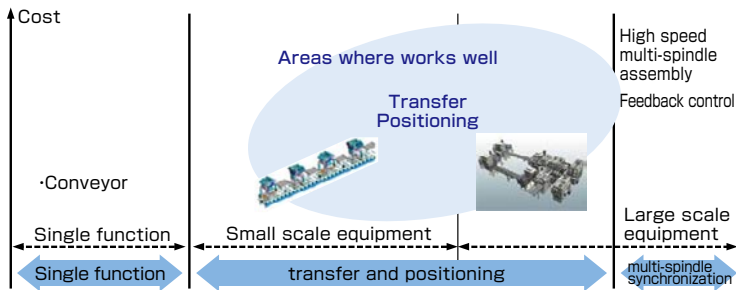 Cost
Areas where works well
Transfer
Positioning
High speed
multi-spindle
assembly
Feedback control
·Conveyor
Single function
Small scale equipment
Large scale
equipment
Single function
transfer and positioning
multi-spindle
synchronization